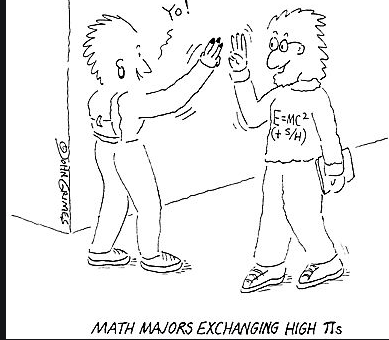 Yo!
E=MC²
(+ S/H)
©JOHN GRIMES
MATH MAJORS EXCHANGING HIGH πs